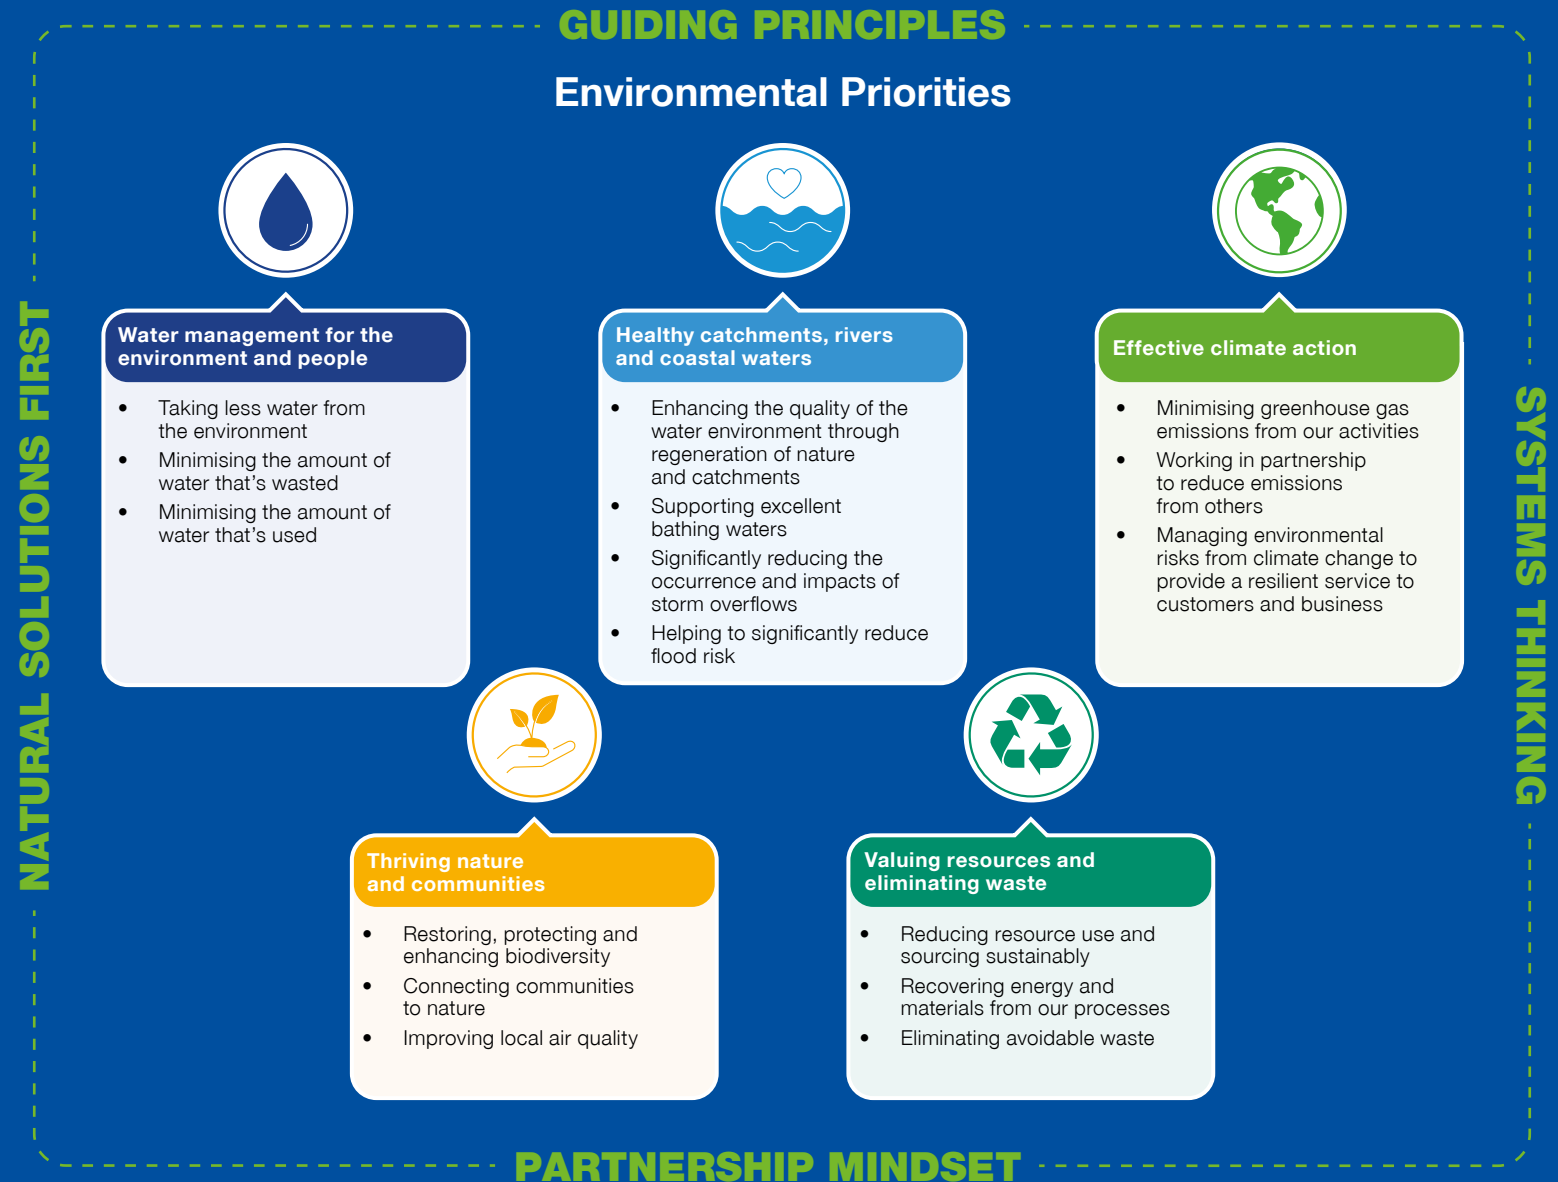 GUIDING PRINCIPLES
Environmental Priorities
NATURAL SOLUTIONS FIRST
SYSTEMS THINKING
Water management for the
environment and people
• Taking less water from
the environment
• Minimising the amount of
water that’s wasted
• Minimising the amount of
water that’s used
Healthy catchments, rivers
and coastal waters
• Enhancing the quality of the
water environment through
regeneration of nature
and catchments
• Supporting excellent
bathing waters
• Significantly reducing the
occurrence and impacts of
storm overflows
• Helping to significantly reduce
flood risk
Effective climate action
• Minimising greenhouse gas
emissions from our activities
• Working in partnership
to reduce emissions
from others
• Managing environmental
risks from climate change to
provide a resilient service to
customers and business
Thriving nature
and communities
• Restoring, protecting and
enhancing biodiversity
• Connecting communities
to nature
• Improving local air quality
Valuing resources and
eliminating waste
• Reducing resource use and
sourcing sustainably
• Recovering energy and
materials from our processes
• Eliminating avoidable waste
PARTNERSHIP MINDSET